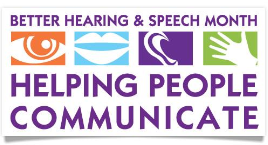 BETTER HEARING & SPEECH MONTH
HELPING PEOPLE
COMMUNICATE